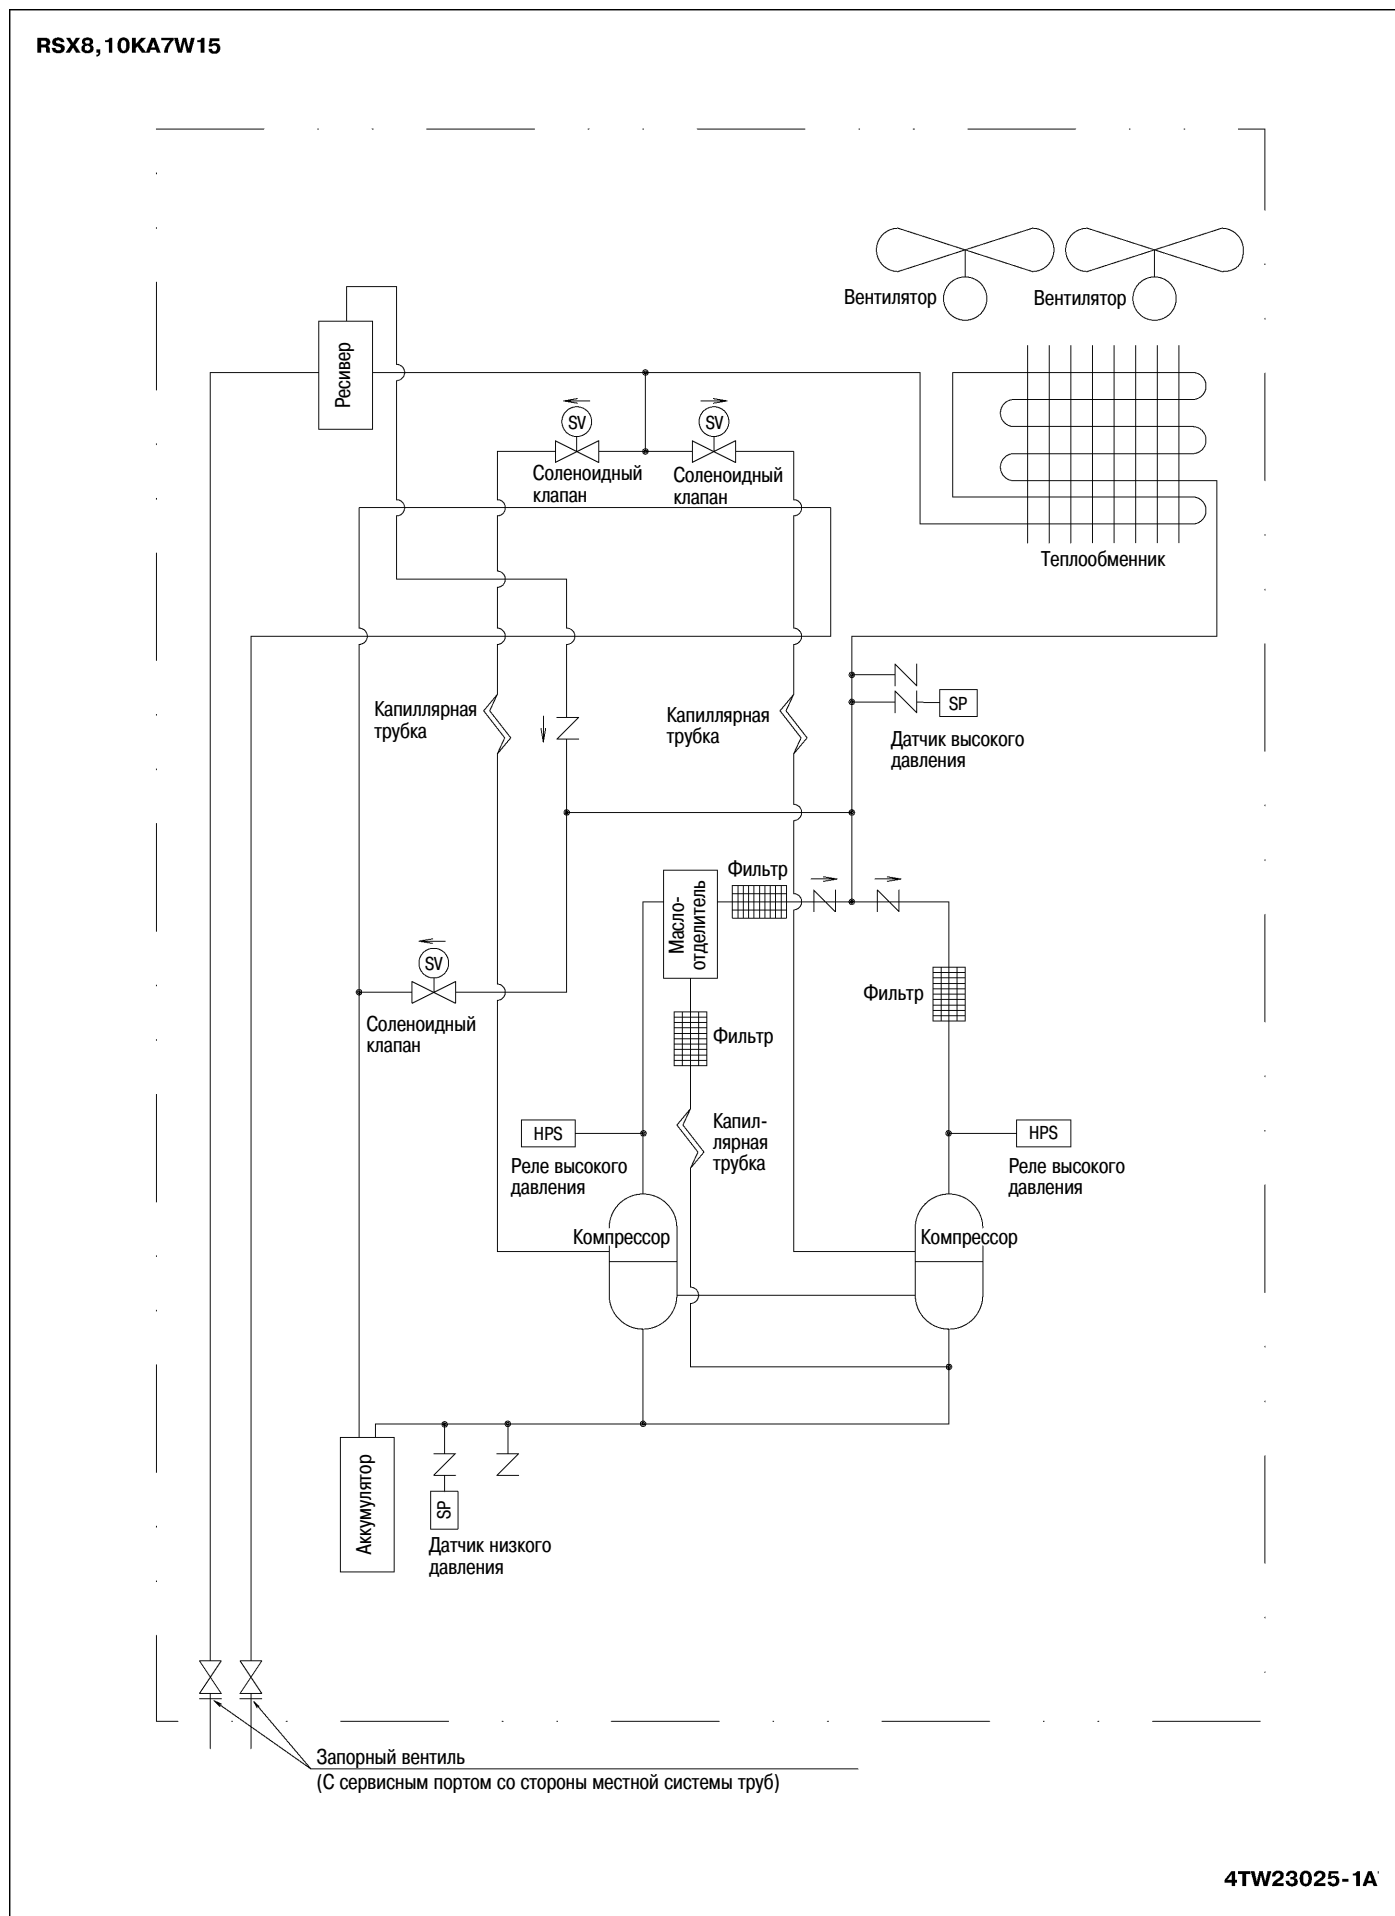 RSX8,10KA7W15
Вентилятор
Вентилятор
Ресивер
SV
SV
Соленоидный
клапан
Соленоидный
клапан
Теплообменник
Капиллярная
трубка
Капиллярная
трубка
SP
Датчик высокого
давления
Фильтр
Масло-
отделитель
SV
Соленоидный
клапан
Фильтр
Фильтр
HPS
Реле высокого
давления
Капил-
лярная
трубка
HPS
Реле высокого
давления
Компрессор
Компрессор
Аккумулятор
SP
Датчик низкого
давления
Запорный вентиль
(С сервисным портом со стороны местной системы труб)
4TW23025-1A